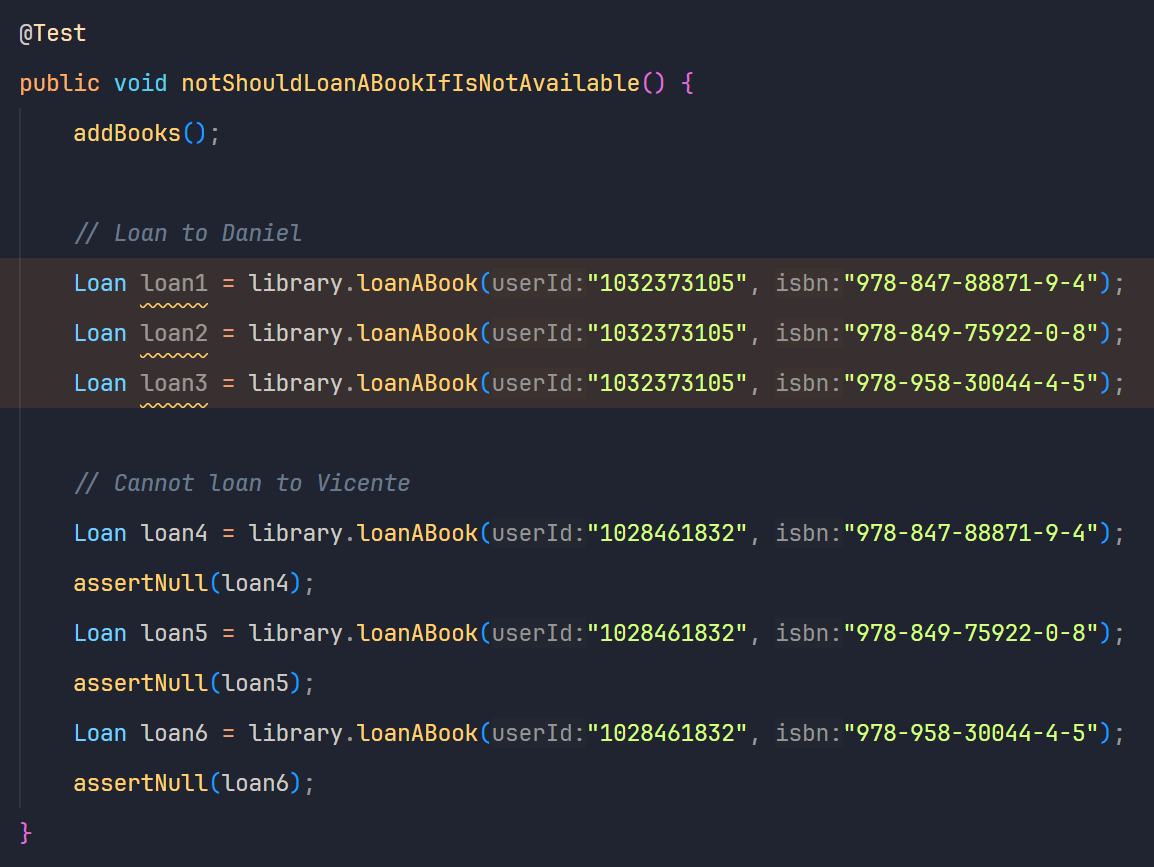 @Test
public void notShouldLoanABookIfIsNotAvailable() {
addBooks();
// Loan to Daniel
Loan loan1 = library.loanABook(userId:"1032373105", isbn:"978-847-88871-9-4");
Loan loan2 = library.loanABook(userId:"1032373105", isbn:"978-849-75922-0-8");
Loan loan3 = library.loanABook(userId:"1032373105", isbn:"978-958-30044-4-5");
// Cannot loan to Vicente
Loan loan4 = library.loanABook(userId:"1028461832", isbn:"978-847-88871-9-4");
assertNull(loan4);
Loan loan5 = library.loanABook(userId:"1028461832", isbn:"978-849-75922-0-8");
assertNull(loan5);
Loan loan6 = library.loanABook(userId:"1028461832", isbn:"978-958-30044-4-5");
assertNull(loan6);
}